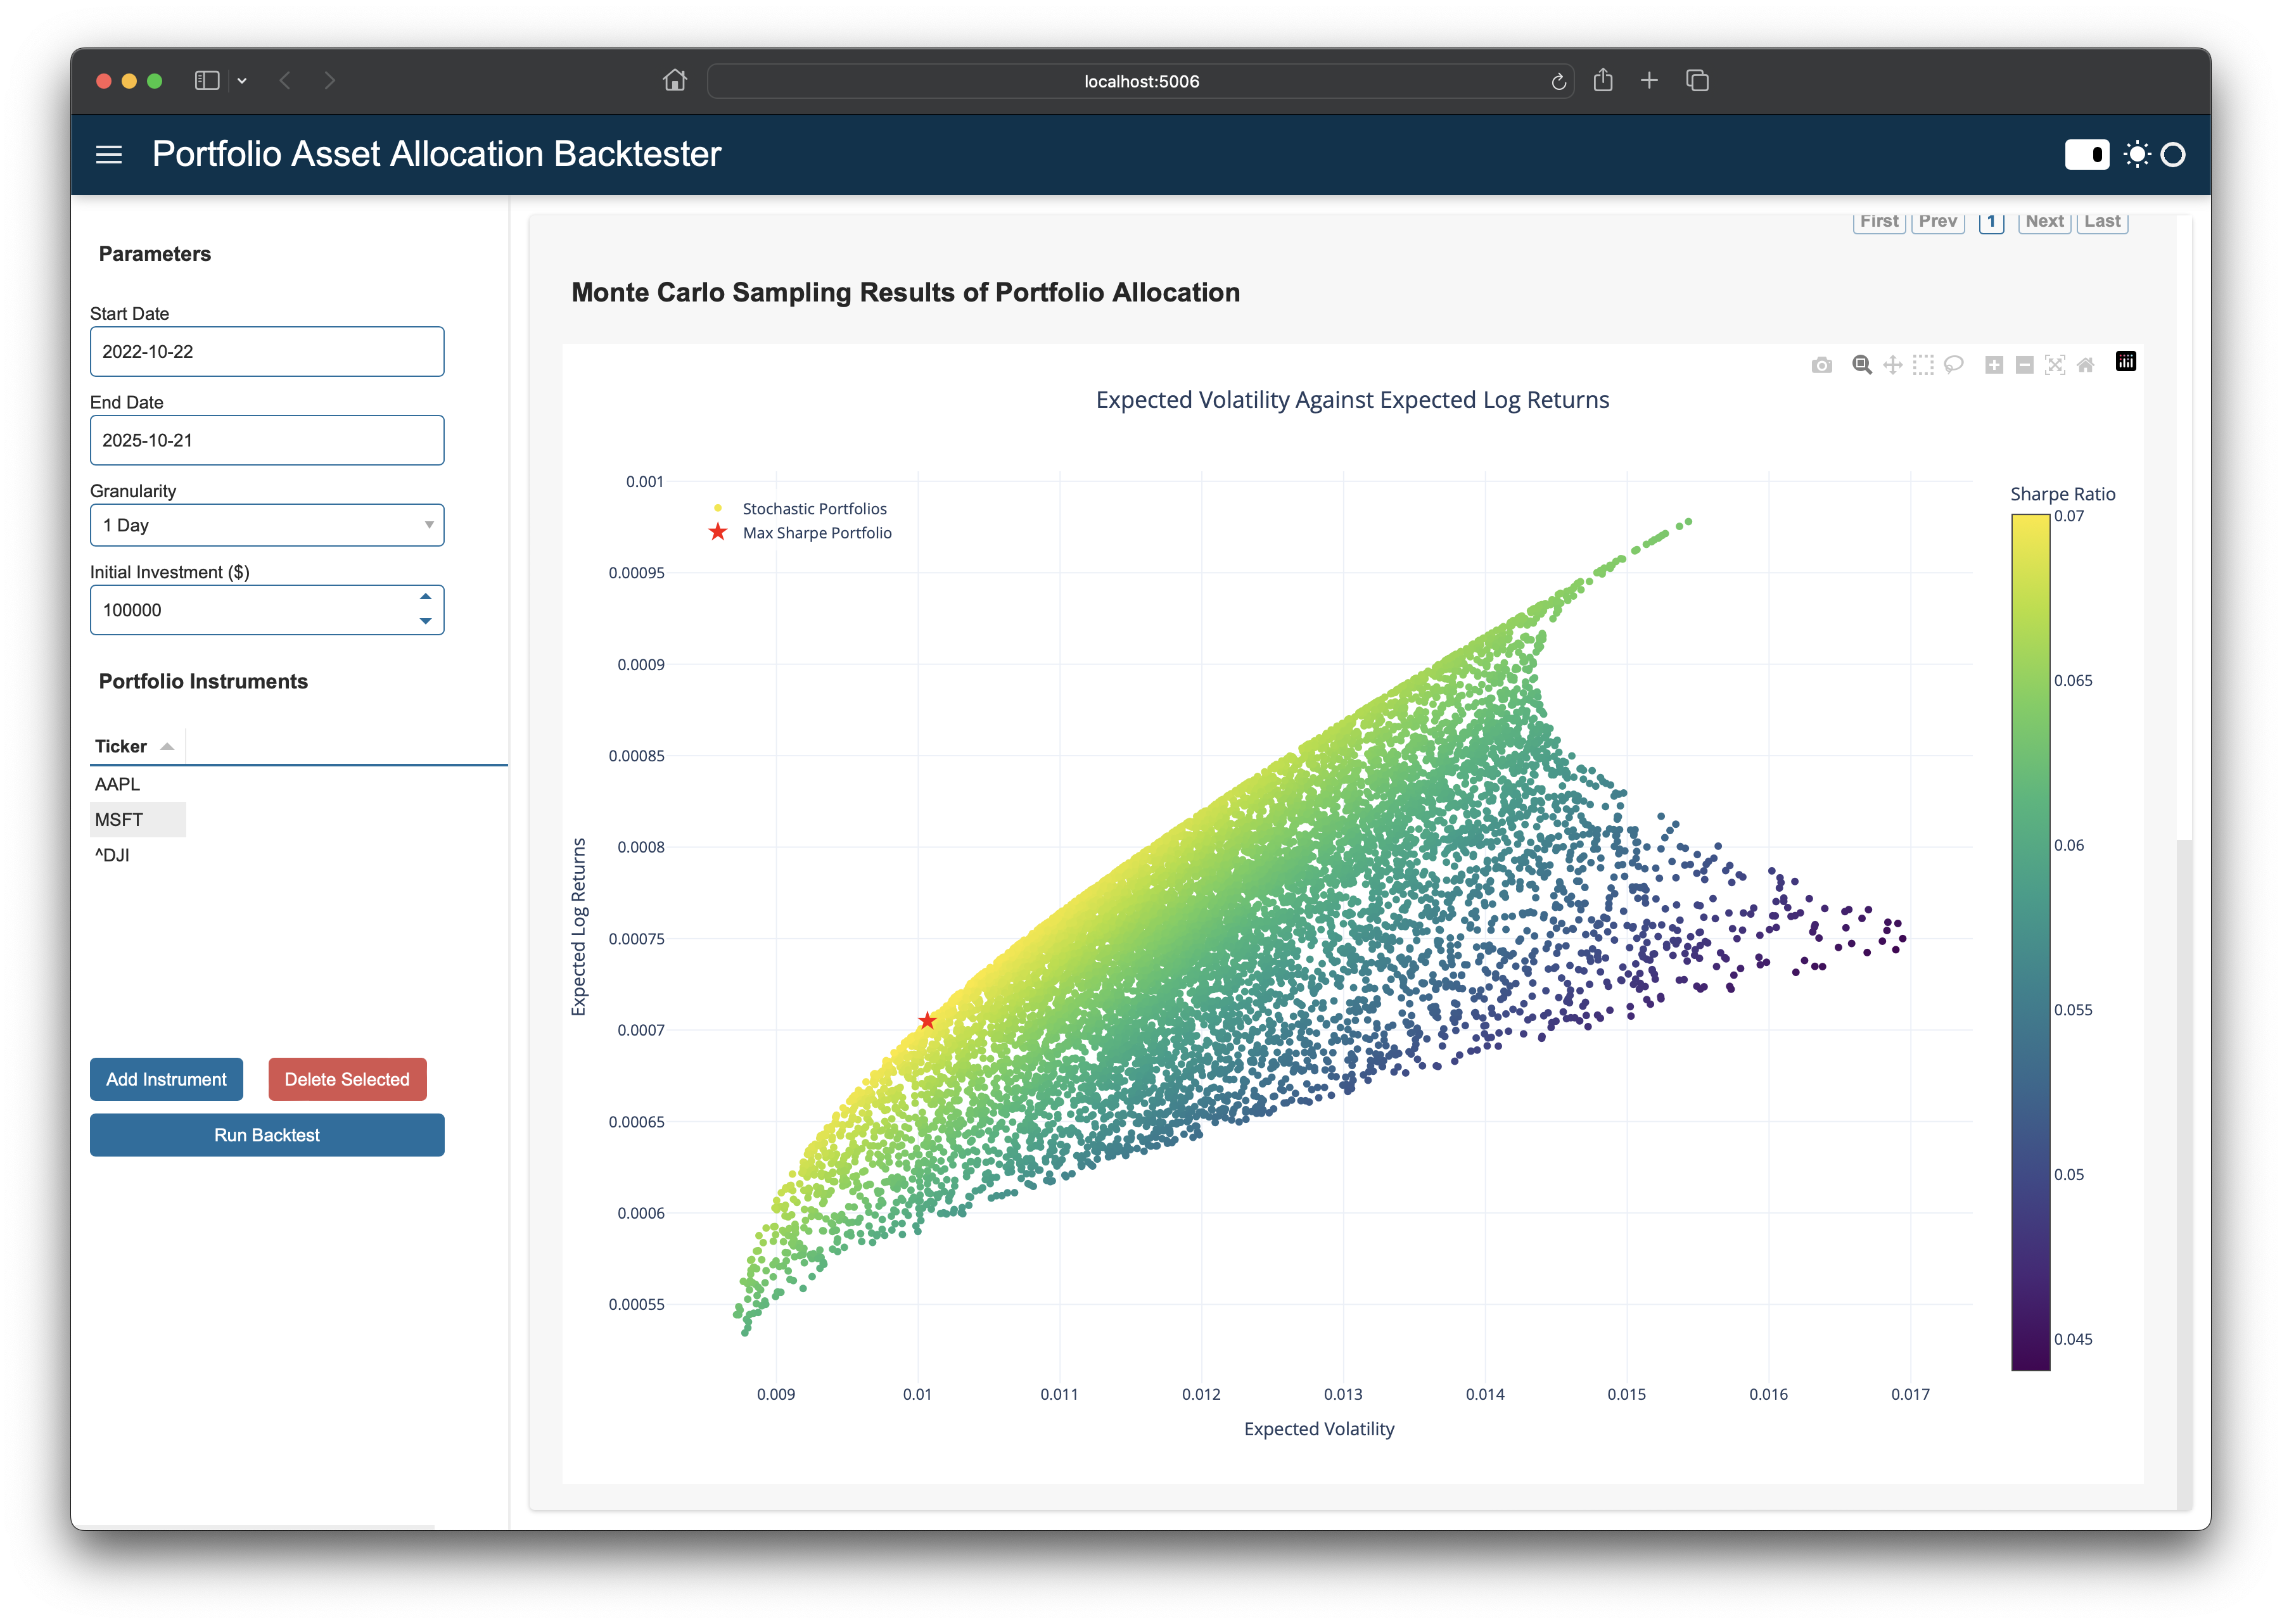 localhost:5006
Portfolio Asset Allocation Backtester
Parameters
Start Date
2022-10-22
End Date
2025-10-21
Granularity
1 Day
Initial Investment ($)
100000
Portfolio Instruments
Ticker
AAPL
MSFT
^DJI
Add Instrument Delete Selected
Run Backtest
First Prev 1 Next Last
Monte Carlo Sampling Results of Portfolio Allocation
Expected Volatility Against Expected Log Returns
Stochastic Portfolios
Max Sharpe Portfolio
Expected Log Returns
0.001
0.00095
0.0009
0.00085
0.0008
0.00075
0.0007
0.00065
0.0006
0.00055
0.009 0.01 0.011 0.012 0.013 0.014 0.015 0.016 0.017
Expected Volatility
Sharpe Ratio
0.07
0.065
0.06
0.055
0.05
0.045